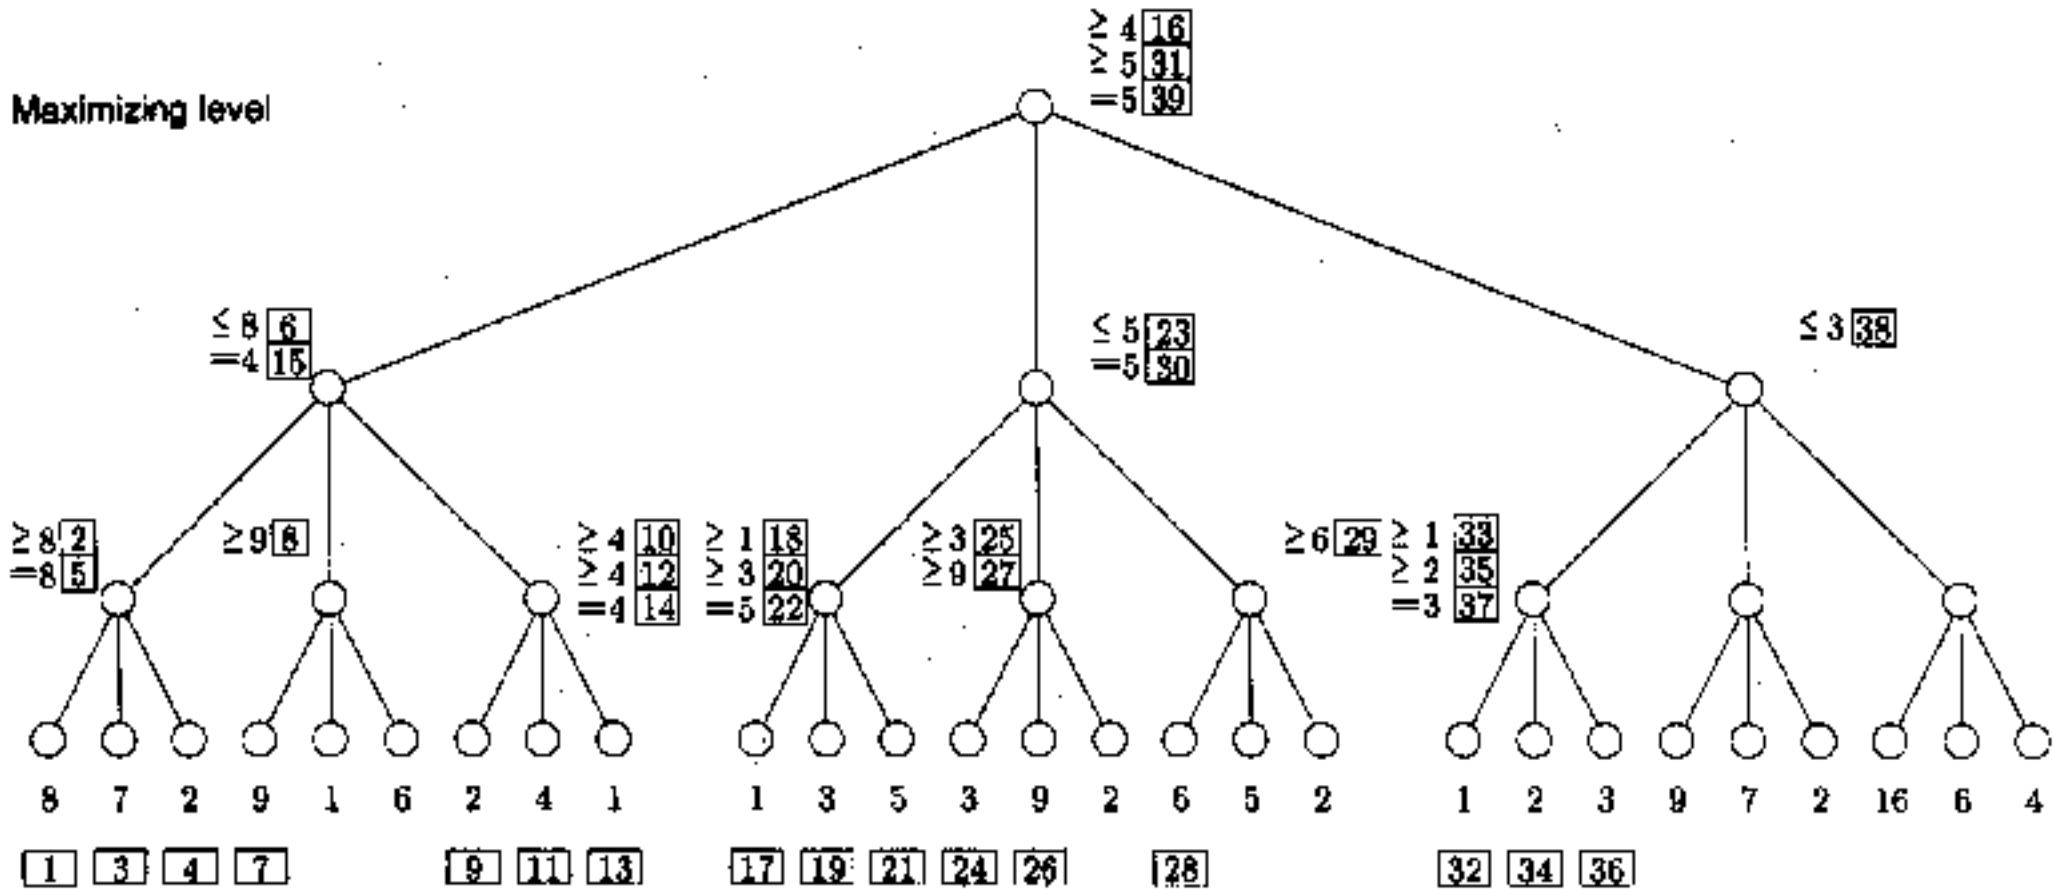 ≥ 4 16
≥ 5 31
=5 39
Maximizing level
≤ 8 6
=4 15
≤ 5 23
=5 30
≤ 3 38
≥ 8 2
=8 5
≥ 9 8
≥ 4 10
≥ 4 12
=4 14
≥ 1 18
≥ 3 20
=5 22
≥ 3 25
≥ 9 27
≥ 6 29
≥ 1 33
≥ 2 35
=3 37
8 7 2 9 1 6 2 4 1 1 3 5 3 9 2 6 5 2 1 2 3 9 7 2 16 6 4
1 3 4 7 9 11 13 17 19 21 24 26 28 32 34 36